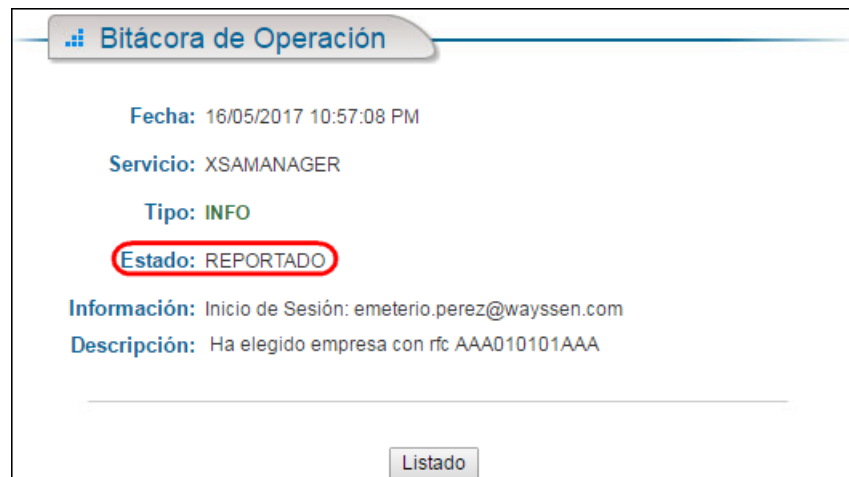 Bitácora de Operación
Fecha: 16/05/2017 10:57:08 PM
Servicio: XSAMANAGER
Tipo: INFO
Estado: REPORTADO
Información: Inicio de Sesión: emeterio.perez@wayssen.com
Descripción: Ha elegido empresa con rfc AAA010101AAA
Listado